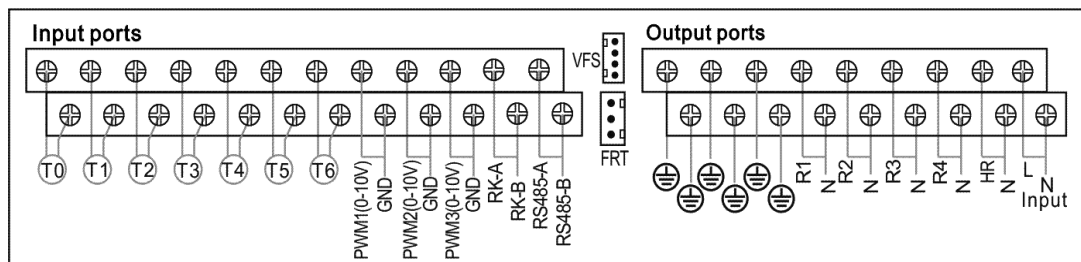 Input ports
VFS
Output ports
T0
T1
T2
T3
T4
T5
T6
PWM1(0-10V)
GND
PWM2(0-10V)
GND
PWM3(0-10V)
GND
RK-A
RK-B
RS485-A
RS485-B
FRT
R1
N
R2
N
R3
N
R4
N
HR
N
L
N
Input